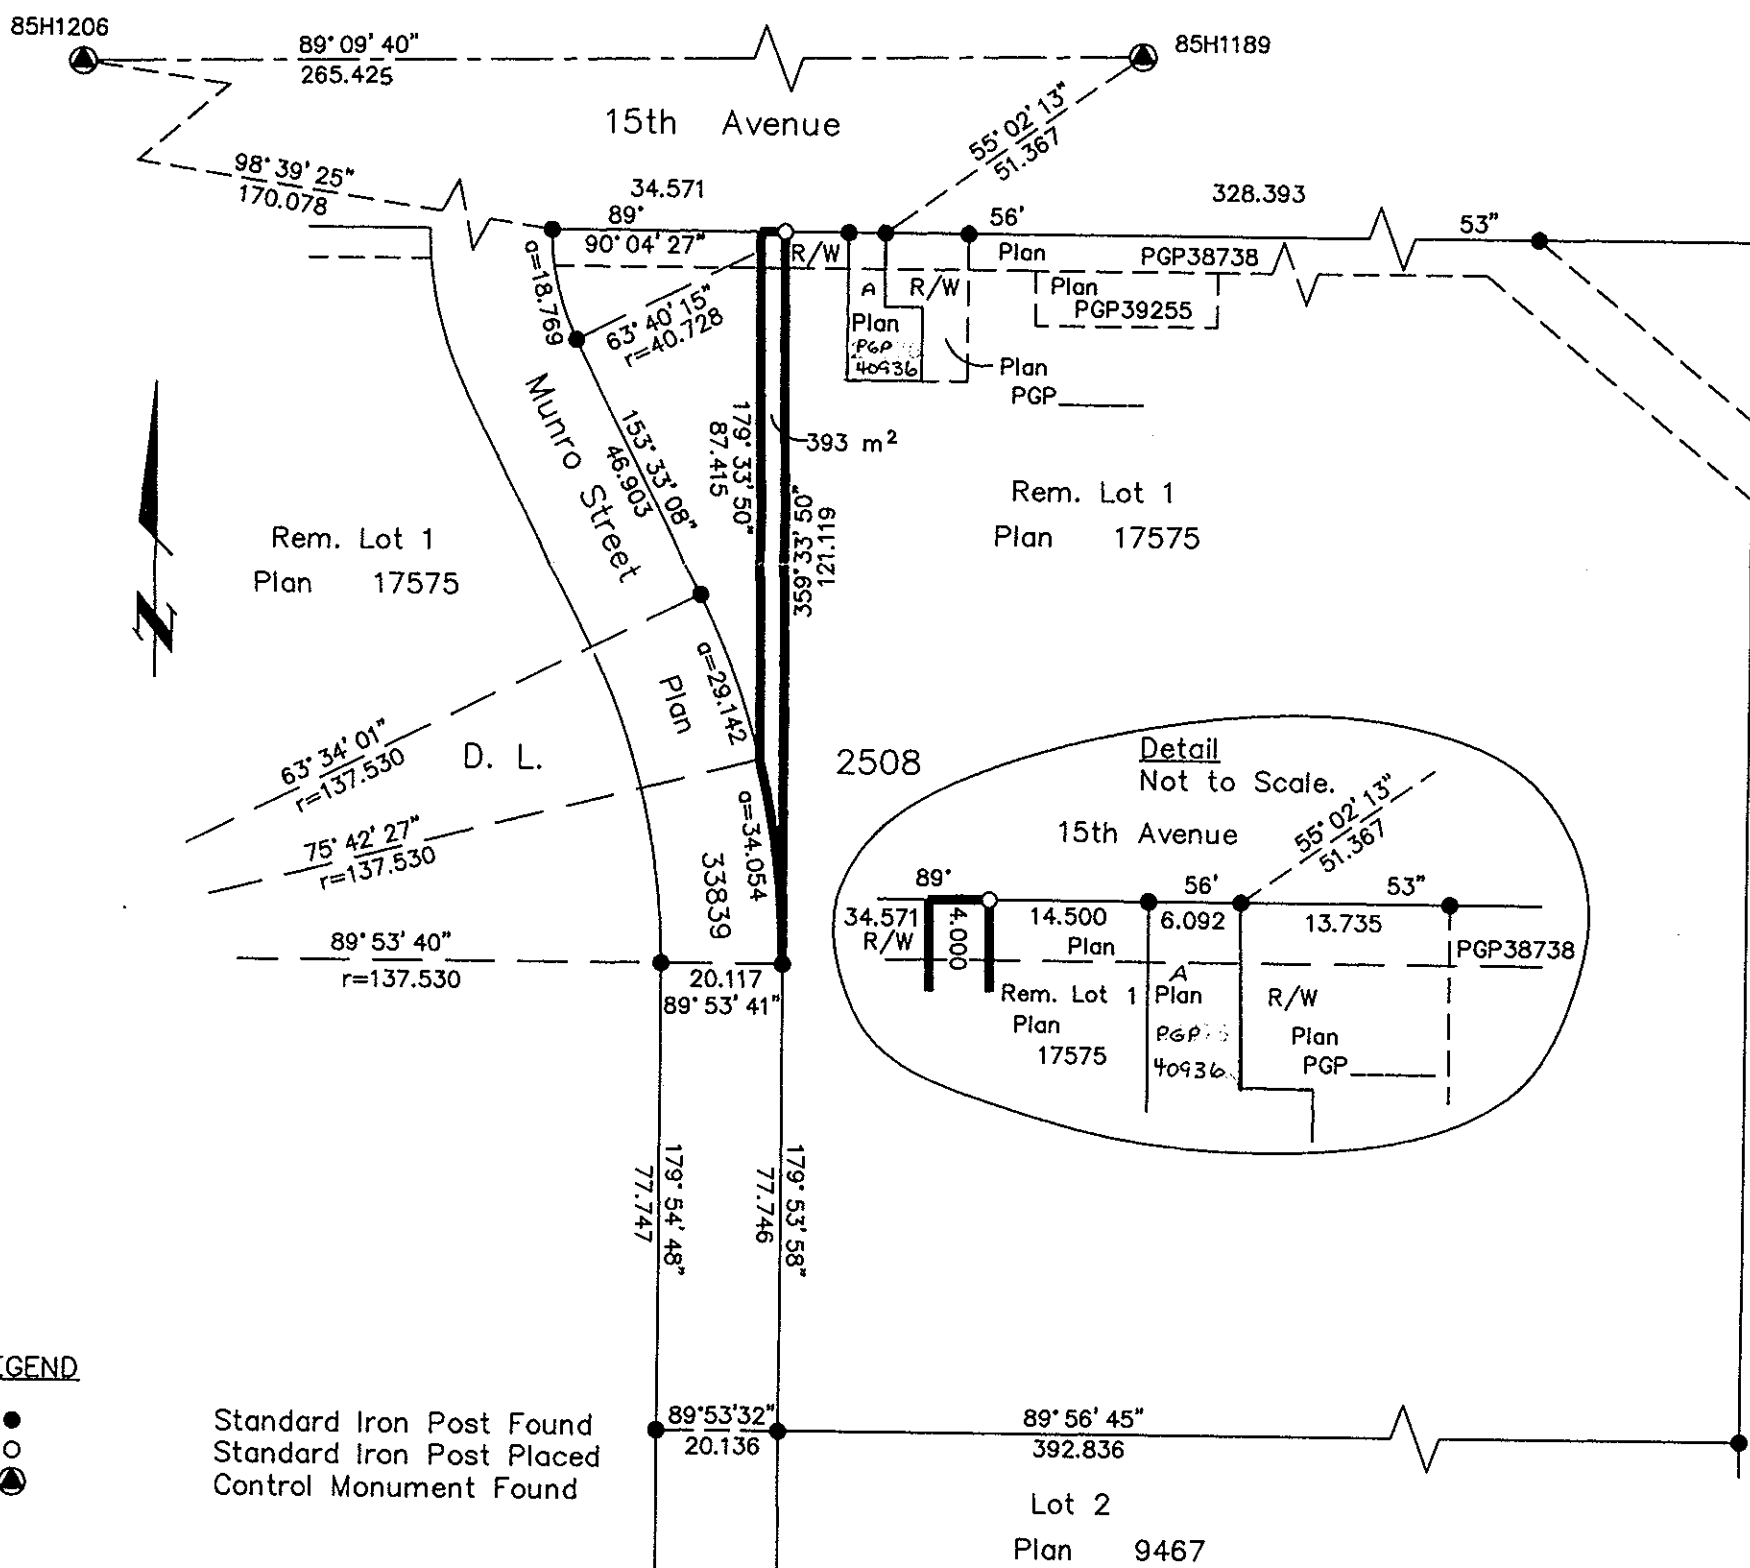 85H1206
89° 09' 40"
265.425
85H1189
15th Avenue
55° 02' 13"
51.367
98° 39' 25"
170.078
34.571
328.393
89°
56'
53"
90° 04' 27"
R/W
Plan
PGP38738
a=18.769
63° 40' 15"
r=40.728
A
R/W
Plan
PGP39255
Plan
PGP
40936
Plan
PGP
Munro Street
153° 33' 08"
46.903
179° 33' 50"
87.415
393 m²
359° 33' 50"
121.119
Rem. Lot 1
Plan 17575
Rem. Lot 1
Plan 17575
N
Plan
a=29.142
63° 34' 01"
r=137.530
D. L.
2508
75° 42' 27"
r=137.530
a=34.054
33839
89° 53' 40"
r=137.530
20.117
89° 53' 41"
Detail
Not to Scale.
15th Avenue
55° 02' 13"
51.367
89°
56'
53"
34.571
4.000
14.500
6.092
13.735
R/W
Plan
PGP38738
Rem. Lot 1
Plan
17575
A
Plan
PGP
40936
R/W
Plan
PGP
179° 54' 48"
77.747
179° 53' 58"
77.746
EGEND
Standard Iron Post Found
Standard Iron Post Placed
Control Monument Found
89°53'32"
20.136
89° 56' 45"
392.836
Lot 2
Plan 9467